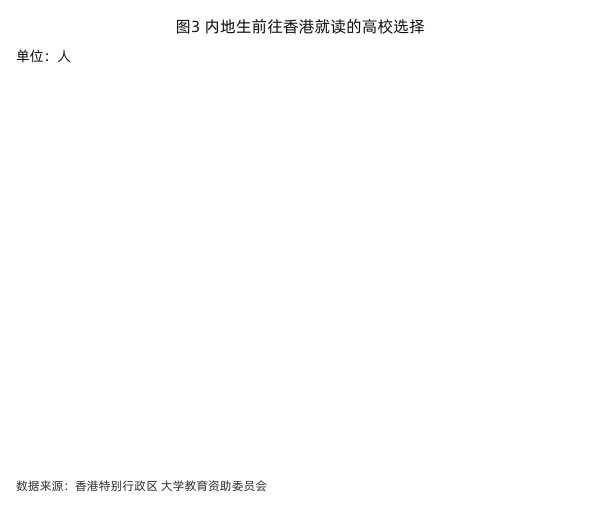 图3 内地生前往香港就读的高校选择
单位：人
数据来源：香港特别行政区 大学教育资助委员会